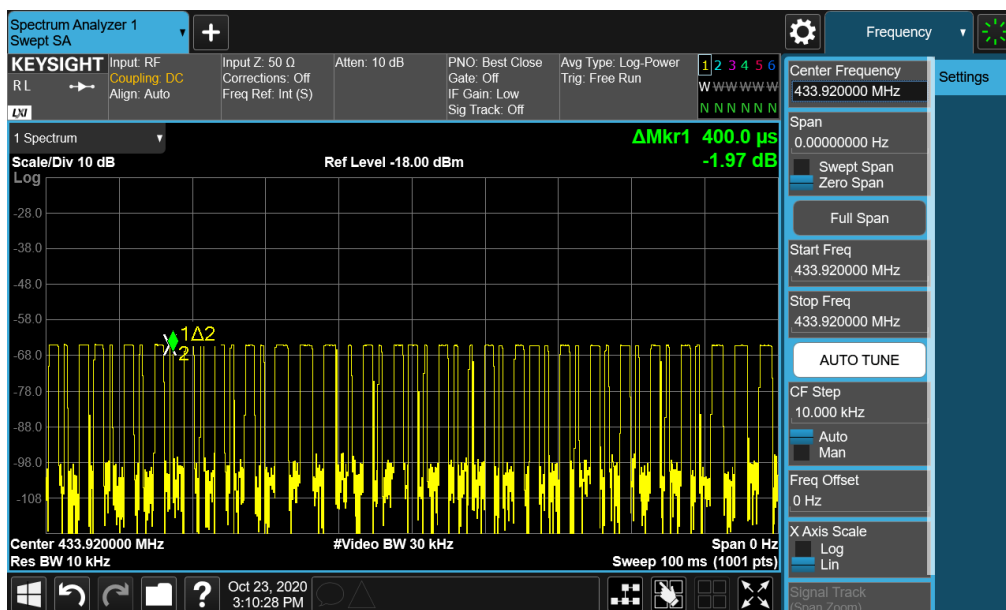 Spectrum Analyzer 1
Swept SA
+
Frequency
KEYSIGHT
R L
LXI
Input: RF
Coupling: DC
Align: Auto
Input Z: 50 Ω
Corrections: Off
Freq Ref: Int (S)
Atten: 10 dB
PNO: Best Close
Gate: Off
IF Gain: Low
Sig Track: Off
Avg Type: Log-Power
Trig: Free Run
1 2 3 4 5 6
W W W W W W
N N N N N N
1 Spectrum
ΔMkr1 400.0 µs
-1.97 dB
Scale/Div 10 dB
Ref Level -18.00 dBm
Log
-28.0
-38.0
-48.0
-58.0
-68.0
-78.0
-88.0
-98.0
-108
1Δ2
X2
Center 433.920000 MHz
#Video BW 30 kHz
Span 0 Hz
Res BW 10 kHz
Sweep 100 ms (1001 pts)
Center Frequency
433.920000 MHz
Settings
Span
0.00000000 Hz
Swept Span
Zero Span
Full Span
Start Freq
433.920000 MHz
Stop Freq
433.920000 MHz
AUTO TUNE
CF Step
10.000 kHz
Auto
Man
Freq Offset
0 Hz
X Axis Scale
Log
Lin
Signal Track
(Span Zoom)
?
Oct 23, 2020
3:10:28 PM